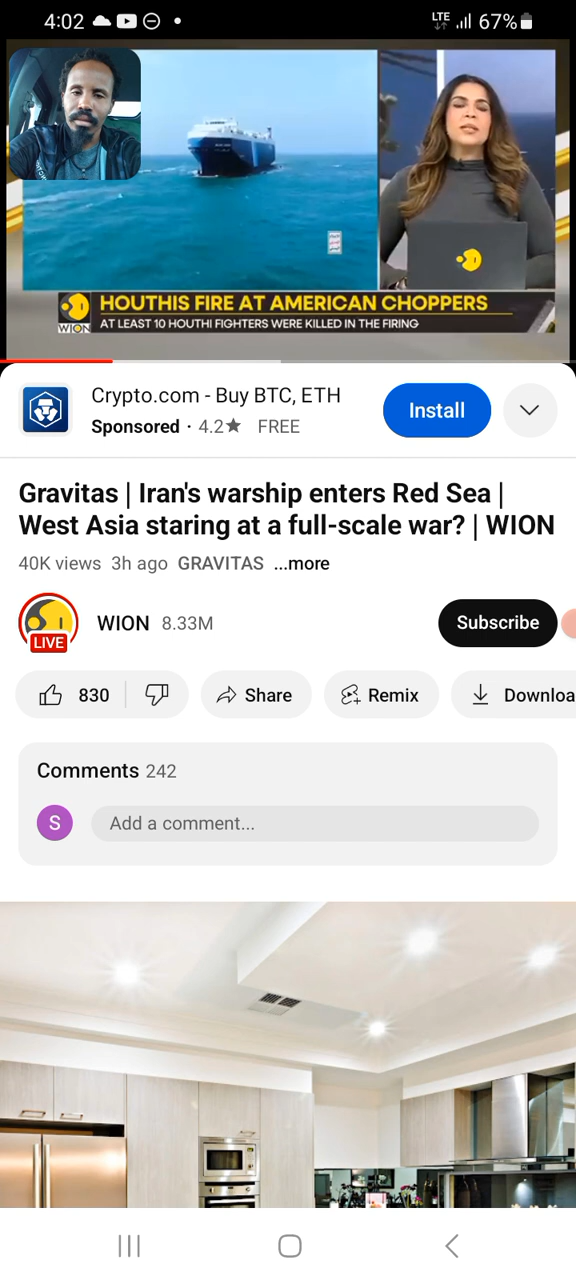 4:02
LTE
67%
HOUTHIS FIRE AT AMERICAN CHOPPERS
WION
AT LEAST 10 HOUTHI FIGHTERS WERE KILLED IN THE FIRING
Crypto.com - Buy BTC, ETH
Sponsored · 4.2★ FREE
Install
Gravitas | Iran's warship enters Red Sea |
West Asia staring at a full-scale war? | WION
40K views 3h ago GRAVITAS ...more
WION 8.33M
LIVE
Subscribe
830
Share
Remix
Downloa
Comments 242
S
Add a comment...